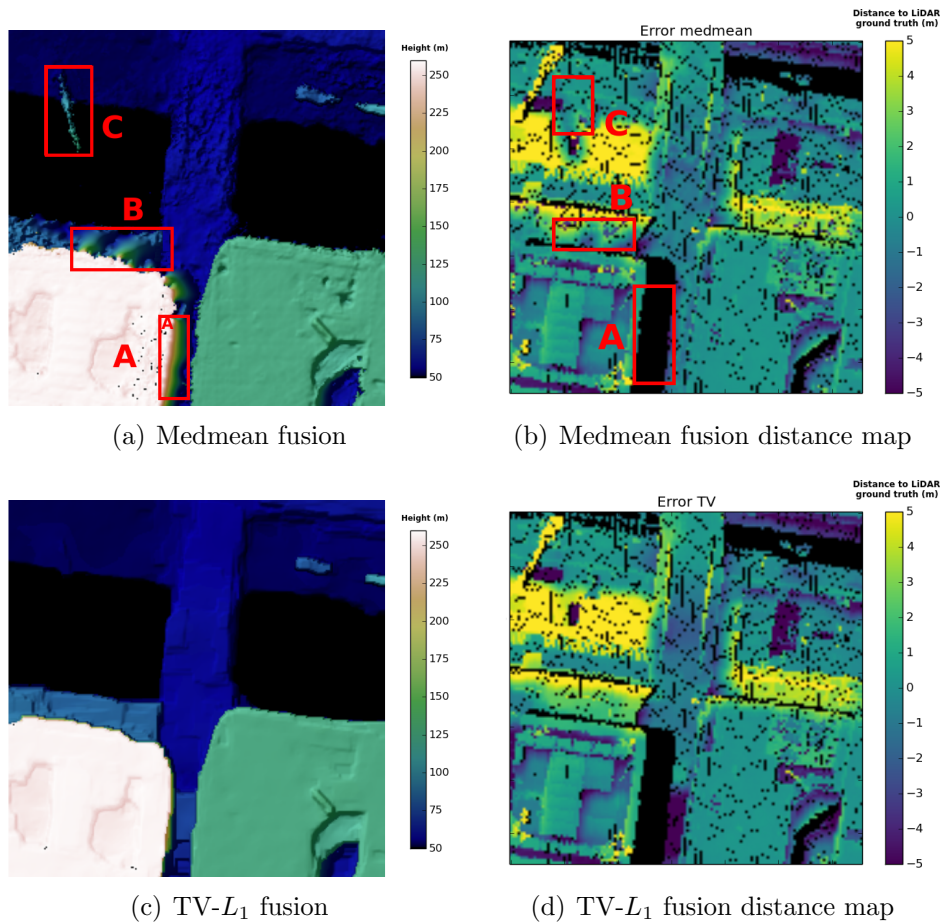 Height (m)
250
225
200
175
150
125
100
75
50
C
B
A
A
(a) Medmean fusion
Error medmean
Distance to LiDAR
ground truth (m)
5
4
3
2
1
0
−1
−2
−3
−4
−5
C
B
A
(b) Medmean fusion distance map
Height (m)
250
225
200
175
150
125
100
75
50
(c) TV-L₁ fusion
Error TV
Distance to LiDAR
ground truth (m)
5
4
3
2
1
0
−1
−2
−3
−4
−5
(d) TV-L₁ fusion distance map